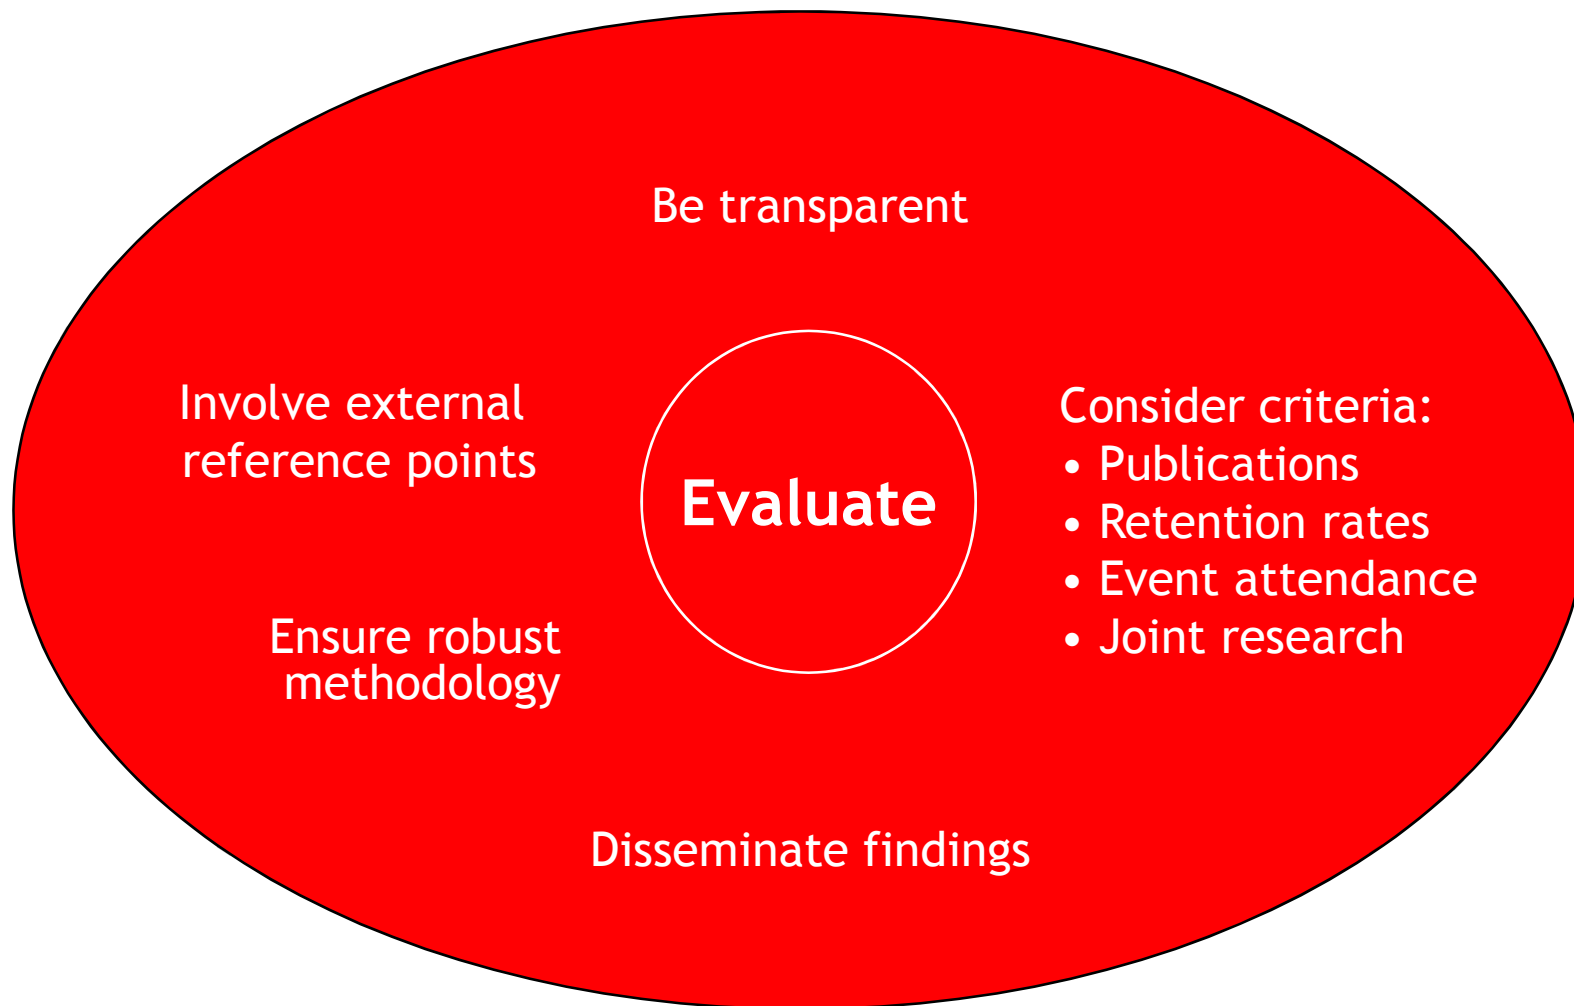 Be transparent
Involve external
reference points
Evaluate
Consider criteria:
• Publications
• Retention rates
• Event attendance
• Joint research
Ensure robust
methodology
Disseminate findings